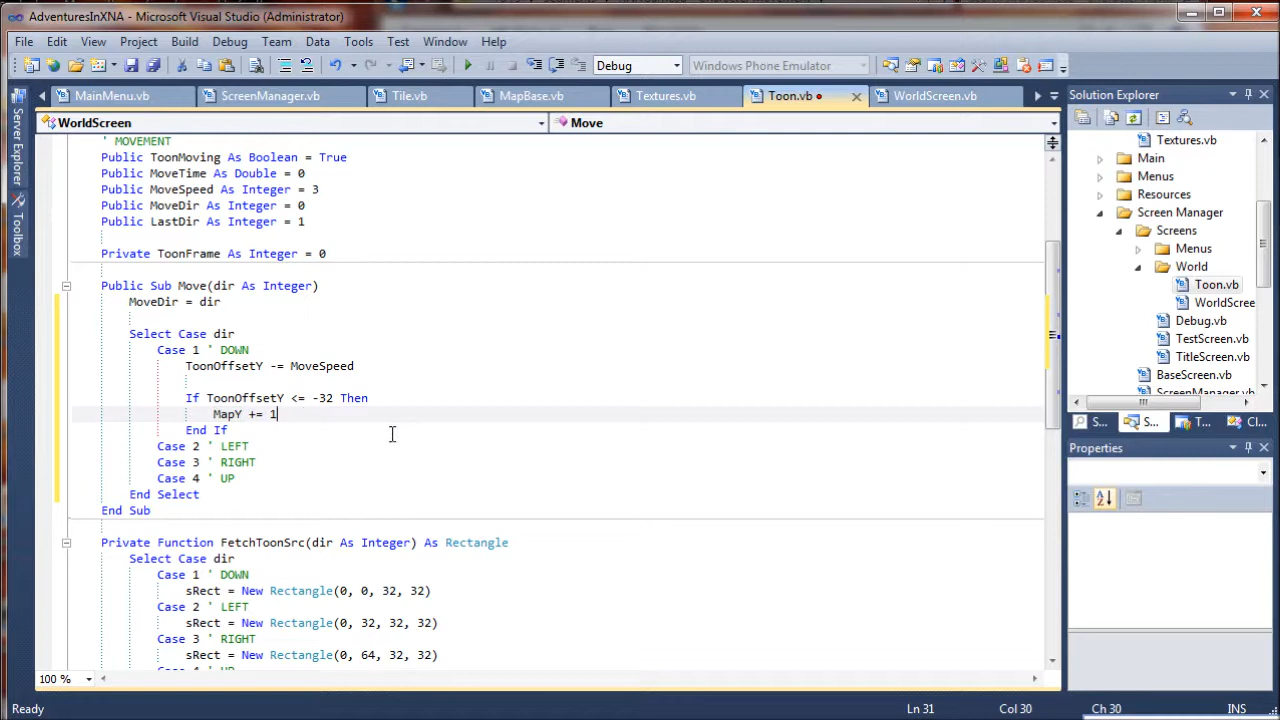 AdventuresInXNA - Microsoft Visual Studio (Administrator)
File Edit View Project Build Debug Team Data Tools Test Window Help
Debug Windows Phone Emulator
MainMenu.vb ScreenManager.vb Tile.vb MapBase.vb Textures.vb Toon.vb WorldScreen.vb
WorldScreen Move
Server Explorer
Toolbox
' MOVEMENT
Public ToonMoving As Boolean = True
Public MoveTime As Double = 0
Public MoveSpeed As Integer = 3
Public MoveDir As Integer = 0
Public LastDir As Integer = 1
Private ToonFrame As Integer = 0
Public Sub Move(dir As Integer)
MoveDir = dir
Select Case dir
Case 1 ' DOWN
ToonOffsetY -= MoveSpeed
If ToonOffsetY <= -32 Then
MapY += 1
End If
Case 2 ' LEFT
Case 3 ' RIGHT
Case 4 ' UP
End Select
End Sub
Private Function FetchToonSrc(dir As Integer) As Rectangle
Select Case dir
Case 1 ' DOWN
sRect = New Rectangle(0, 0, 32, 32)
Case 2 ' LEFT
sRect = New Rectangle(0, 32, 32, 32)
Case 3 ' RIGHT
sRect = New Rectangle(0, 64, 32, 32)
Case 4 ' UP
100 %
Solution Explorer
Textures.vb
Main
Menus
Resources
Screen Manager
Screens
Menus
World
Toon.vb
WorldScree
Debug.vb
TestScreen.vb
TitleScreen.vb
BaseScreen.vb
ScreenManager.vb
S... S... T... Cl...
Properties
Ready Ln 31 Col 30 Ch 30 INS